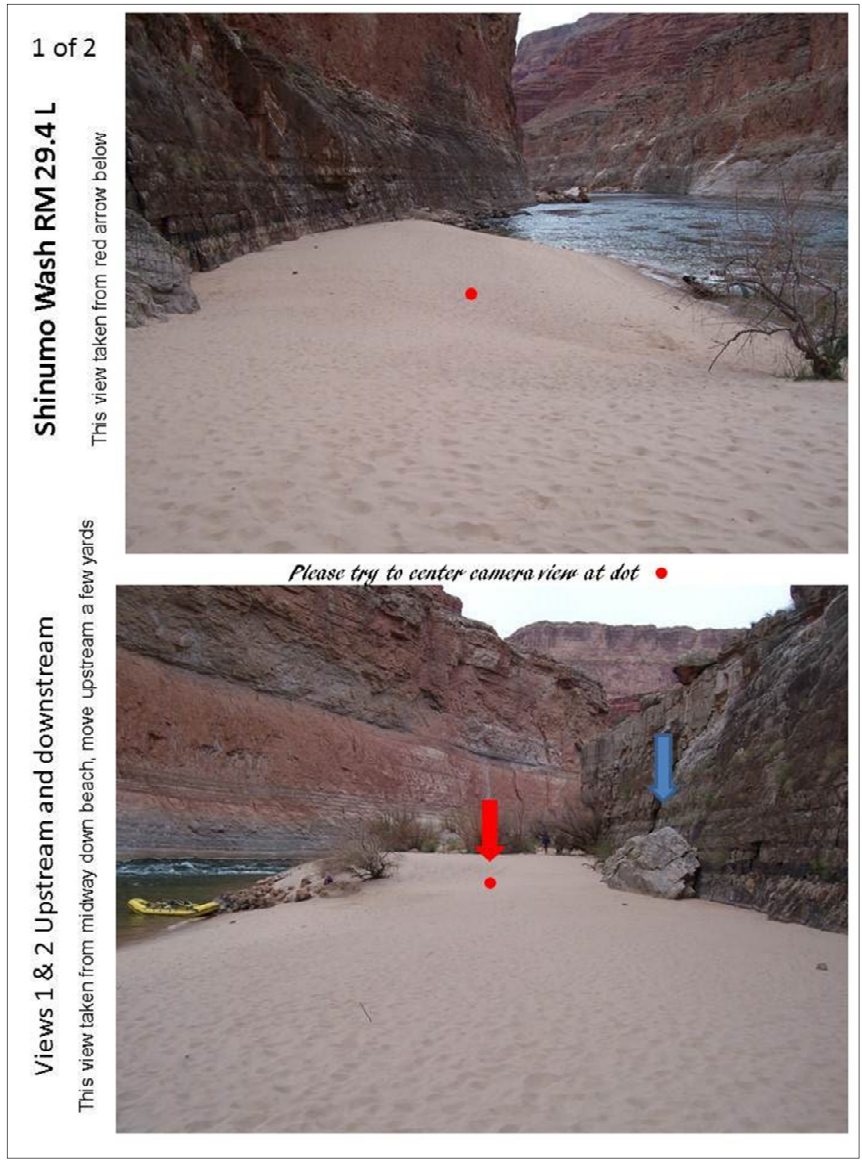 1 of 2
Shinumo Wash RM 29.4 L
This view taken from red arrow below
Please try to center camera view at dot
Views 1 & 2 Upstream and downstream
This view taken from midway down beach, move upstream a few yards